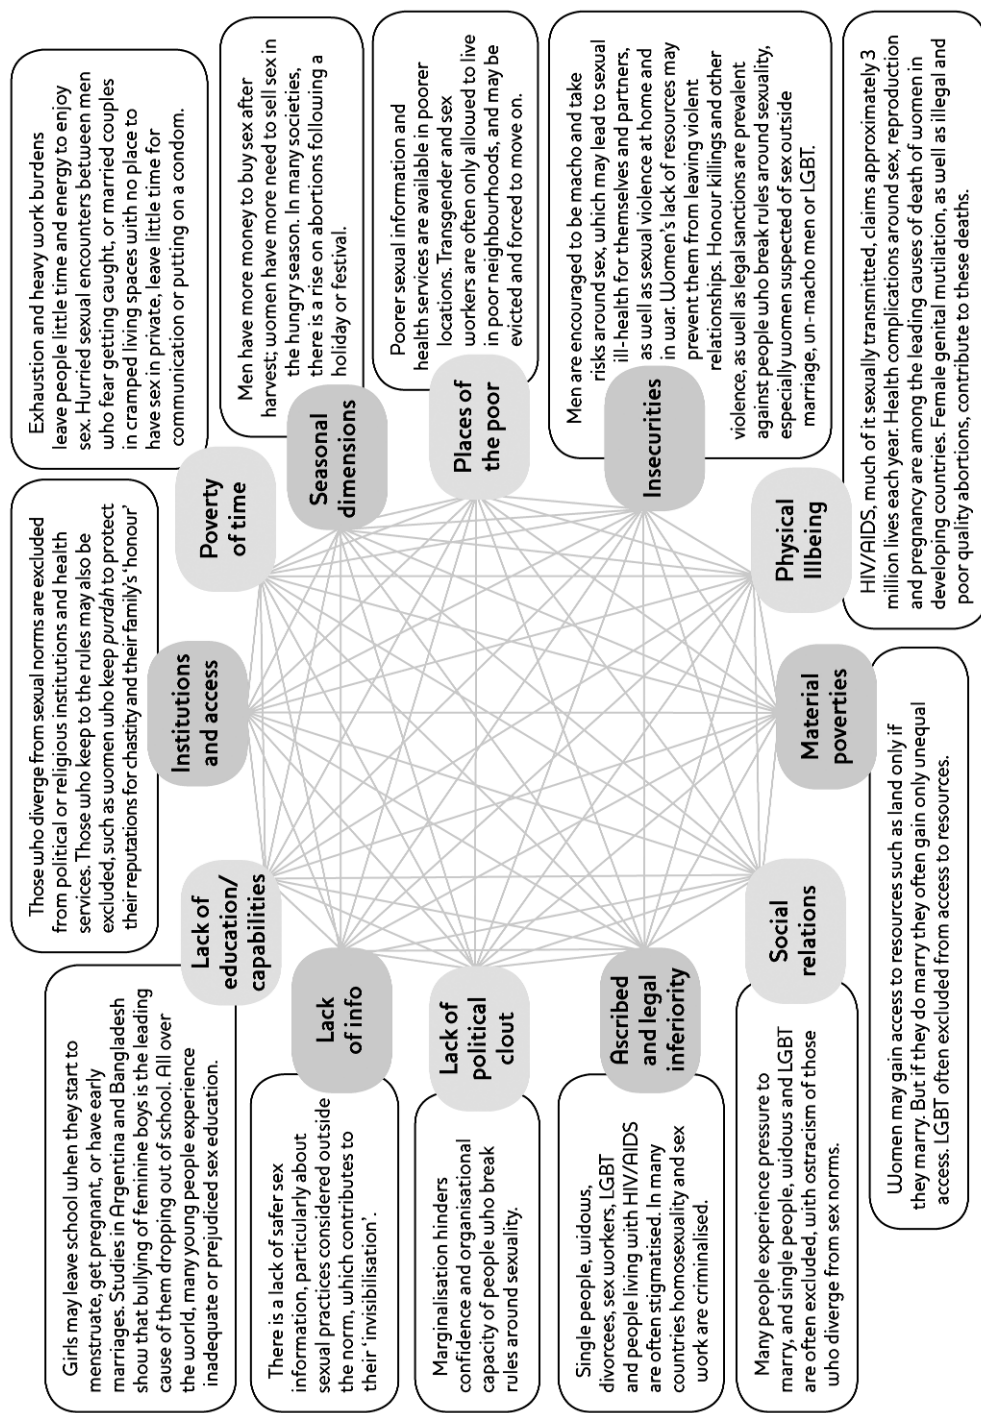 Those who diverge from sexual norms are excluded
from political or religious institutions and health
services. Those who keep to the rules may also be
excluded, such as women who keep purdah to protect
their reputations for chastity and their family's 'honour'
Institutions
and access
Exhaustion and heavy work burdens
leave people little time and energy to enjoy
sex. Hurried sexual encounters between men
who fear getting caught, or married couples
in cramped living spaces with no place to
have sex in private, leave little time for
communication or putting on a condom.
Poverty
of time
Men have more money to buy sex after
harvest; women have more need to sell sex in
the hungry season. In many societies,
there is a rise on abortions following a
holiday or festival.
Seasonal
dimensions
Poorer sexual information and
health services are available in poorer
locations. Transgender and sex
workers are often only allowed to live
in poor neighbourhoods, and may be
evicted and forced to move on.
Places of
the poor
Men are encouraged to be macho and take
risks around sex, which may lead to sexual
ill-health for themselves and partners,
as well as sexual violence at home and
in war. Women's lack of resources may
prevent them from leaving violent
relationships. Honour killings and other
violence, as well as legal sanctions are prevalent
against people who break rules around sexuality,
especially women suspected of sex outside
marriage, un-macho men or LGBT.
Insecurities
HIV/AIDS, much of it sexually transmitted, claims approximately 3
million lives each year. Health complications around sex, reproduction
and pregnancy are among the leading causes of death of women in
developing countries. Female genital mutilation, as well as illegal and
poor quality abortions, contribute to these deaths.
Physical
Illbeing
Material
poverties
Women may gain access to resources such as land only if
they marry. But if they do marry they often gain only unequal
access. LGBT often excluded from access to resources.
Social
relations
Many people experience pressure to
marry, and single people, widous and LGBT
are often excluded, with ostracism of those
who diverge from sex norms.
Ascribed
and legal
inferiority
Single people, widows,
divorcees, sex workers, LGBT
and people living with HIV/AIDS
are often stigmatised. In many
countries homosexuality and sex
work are criminalised.
Lack of
political
clout
Marginalisation hinders
confidence and organisational
capacity of people who break
rules around sexuality.
Lack
of info
There is a lack of safer sex
information, particularly about
sexual practices considered outside
the norm, which contributes to
their 'invisibilisation'.
Lack of
education/
capabilities
Girls may leave school when they start to
menstruate, get pregnant, or have early
marriages. Studies in Argentina and Bangladesh
show that bullying of feminine boys is the leading
cause of them dropping out of school. All over
the world, many young people experience
inadequate or prejudiced sex education.